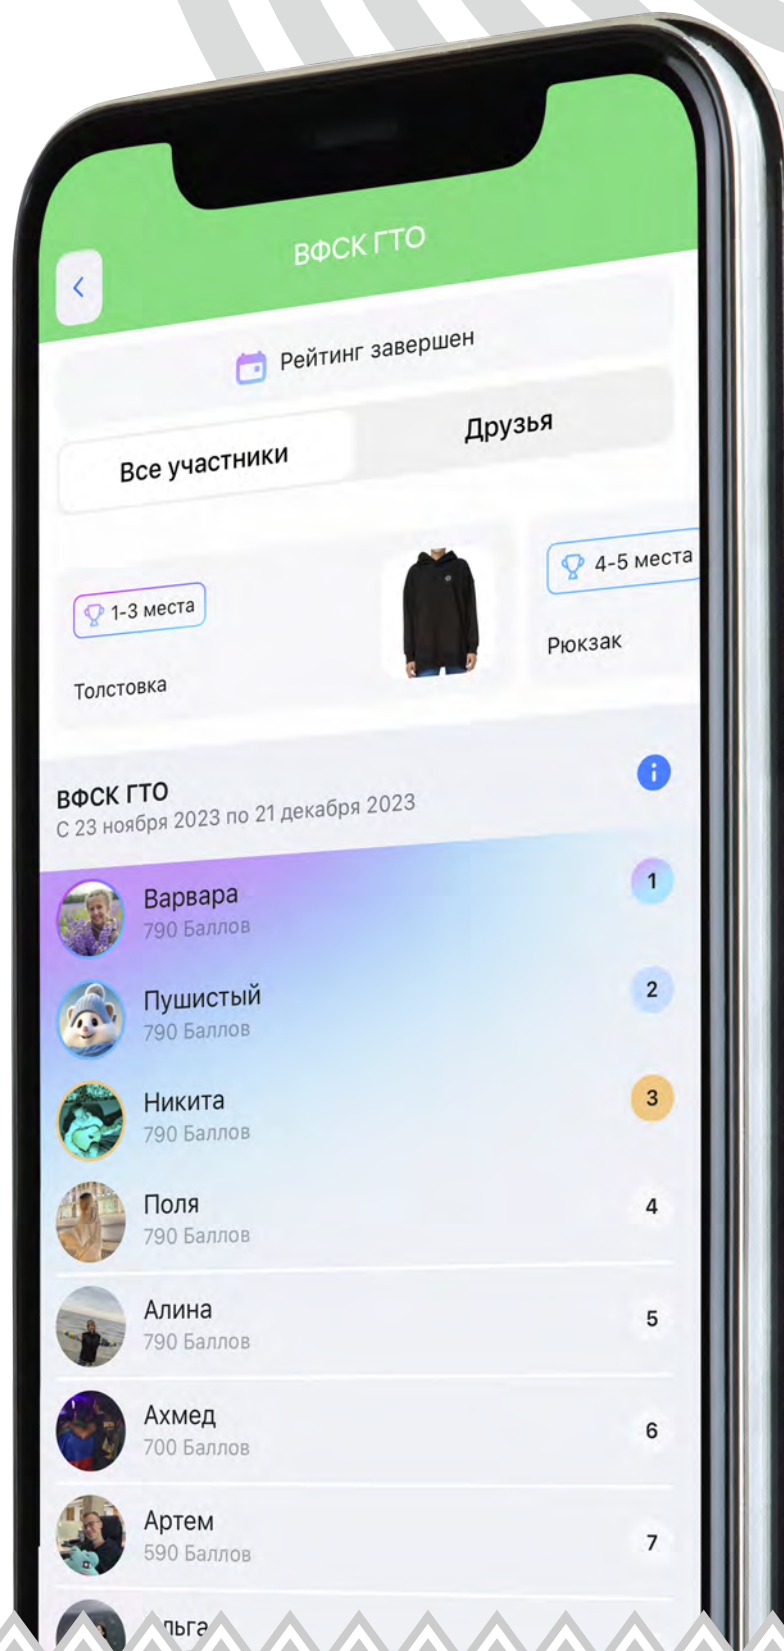 ВФСК ГТО
Рейтинг завершен
Все участники
Друзья
1-3 места
Толстовка
4-5 места
Рюкзак
ВФСК ГТО
С 23 ноября 2023 по 21 декабря 2023
Варвара
790 Баллов
1
Пушистый
790 Баллов
2
Никита
790 Баллов
3
Поля
790 Баллов
4
Алина
790 Баллов
5
Ахмед
700 Баллов
6
Артем
590 Баллов
7